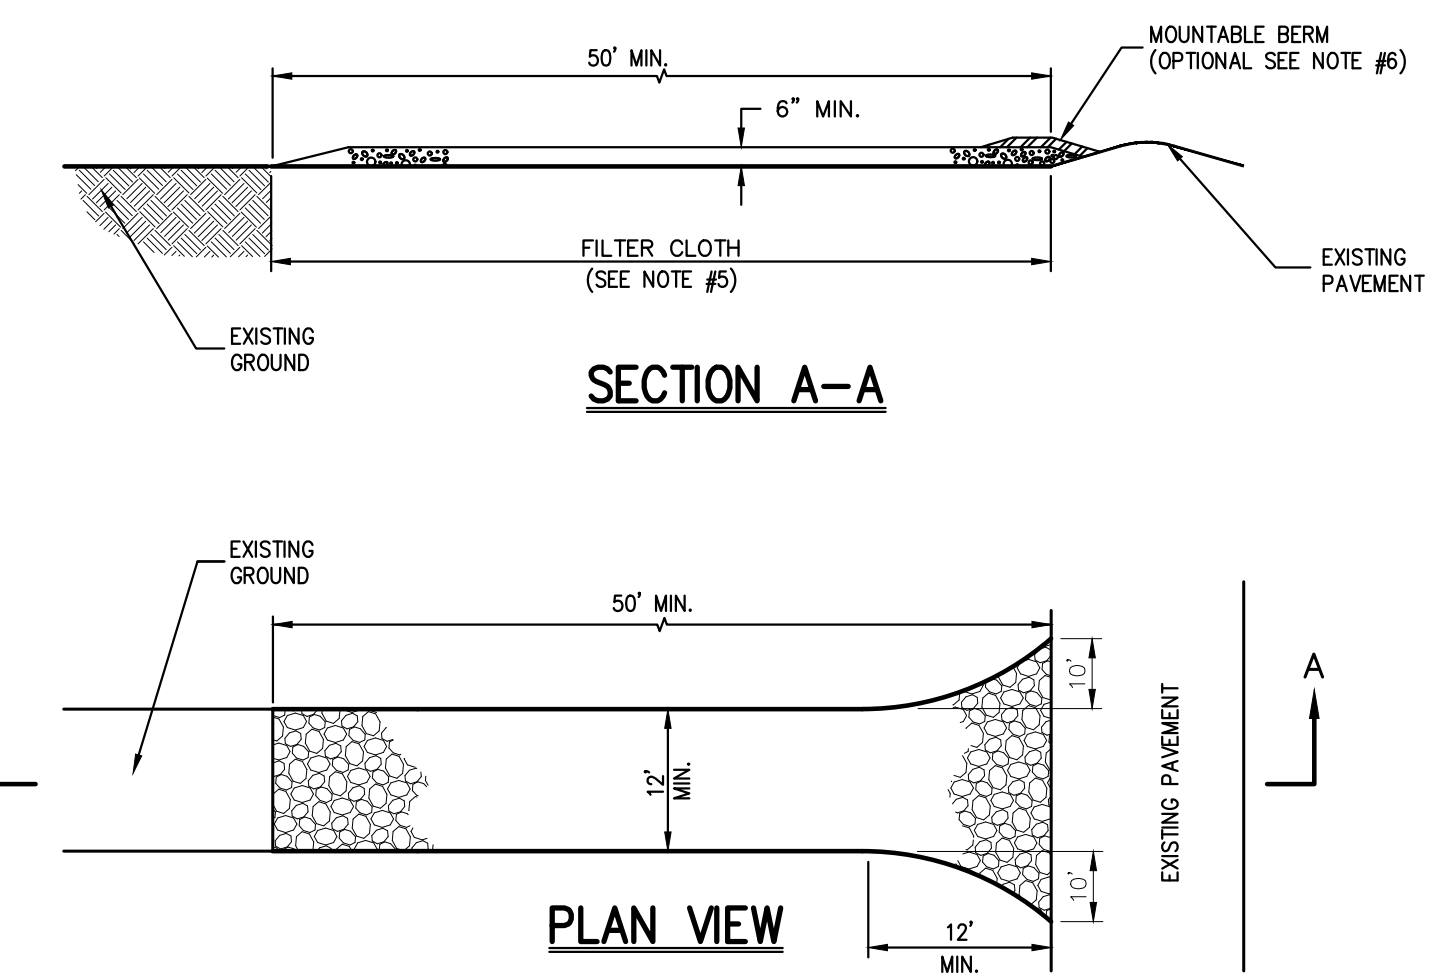 MOUNTABLE BERM
(OPTIONAL SEE NOTE #6)
50' MIN.
6" MIN.
FILTER CLOTH
(SEE NOTE #5)
EXISTING
PAVEMENT
EXISTING
GROUND
SECTION A-A
EXISTING
GROUND
50' MIN.
10'
A
12'
MIN.
EXISTING PAVEMENT
10'
PLAN VIEW
12'
MIN.